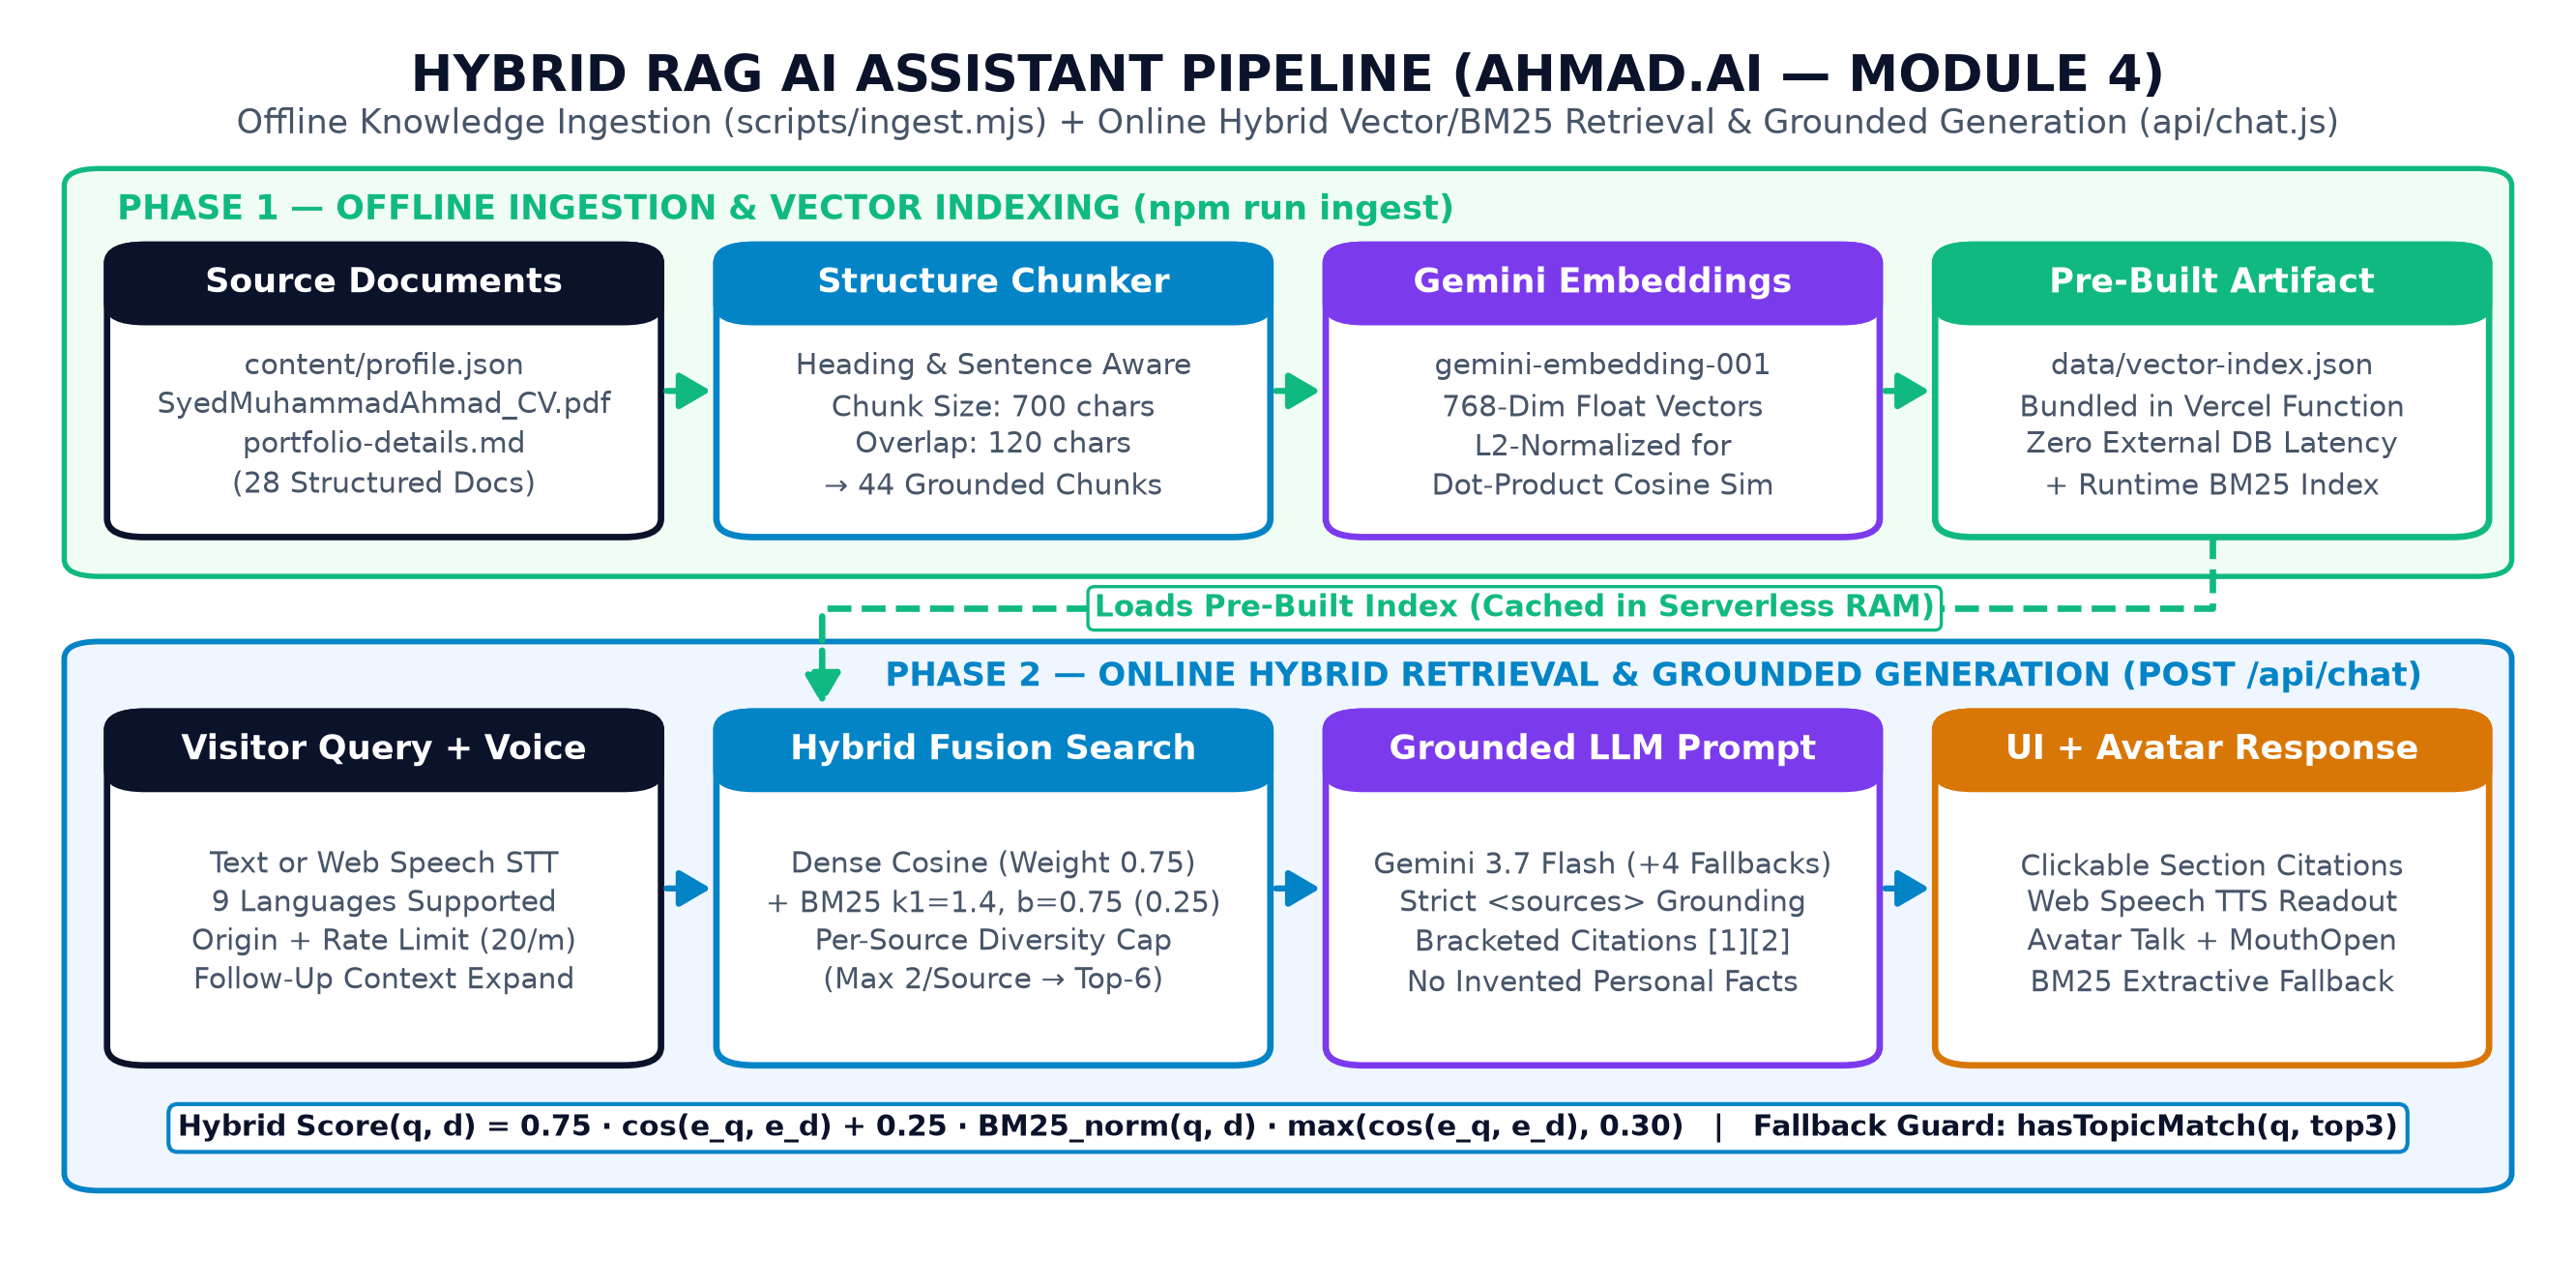 HYBRID RAG AI ASSISTANT PIPELINE (AHMAD.AI — MODULE 4)
Offline Knowledge Ingestion (scripts/ingest.mjs) + Online Hybrid Vector/BM25 Retrieval & Grounded Generation (api/chat.js)
PHASE 1 — OFFLINE INGESTION & VECTOR INDEXING (npm run ingest)
Source Documents
content/profile.json
SyedMuhammadAhmad_CV.pdf
portfolio-details.md
(28 Structured Docs)
Structure Chunker
Heading & Sentence Aware
Chunk Size: 700 chars
Overlap: 120 chars
→ 44 Grounded Chunks
Gemini Embeddings
gemini-embedding-001
768-Dim Float Vectors
L2-Normalized for
Dot-Product Cosine Sim
Pre-Built Artifact
data/vector-index.json
Bundled in Vercel Function
Zero External DB Latency
+ Runtime BM25 Index
Loads Pre-Built Index (Cached in Serverless RAM)
PHASE 2 — ONLINE HYBRID RETRIEVAL & GROUNDED GENERATION (POST /api/chat)
Visitor Query + Voice
Text or Web Speech STT
9 Languages Supported
Origin + Rate Limit (20/m)
Follow-Up Context Expand
Hybrid Fusion Search
Dense Cosine (Weight 0.75)
+ BM25 k1=1.4, b=0.75 (0.25)
Per-Source Diversity Cap
(Max 2/Source → Top-6)
Grounded LLM Prompt
Gemini 3.7 Flash (+4 Fallbacks)
Strict <sources> Grounding
Bracketed Citations [1][2]
No Invented Personal Facts
UI + Avatar Response
Clickable Section Citations
Web Speech TTS Readout
Avatar Talk + MouthOpen
BM25 Extractive Fallback
Hybrid Score(q, d) = 0.75 · cos(e_q, e_d) + 0.25 · BM25_norm(q, d) · max(cos(e_q, e_d), 0.30) | Fallback Guard: hasTopicMatch(q, top3)